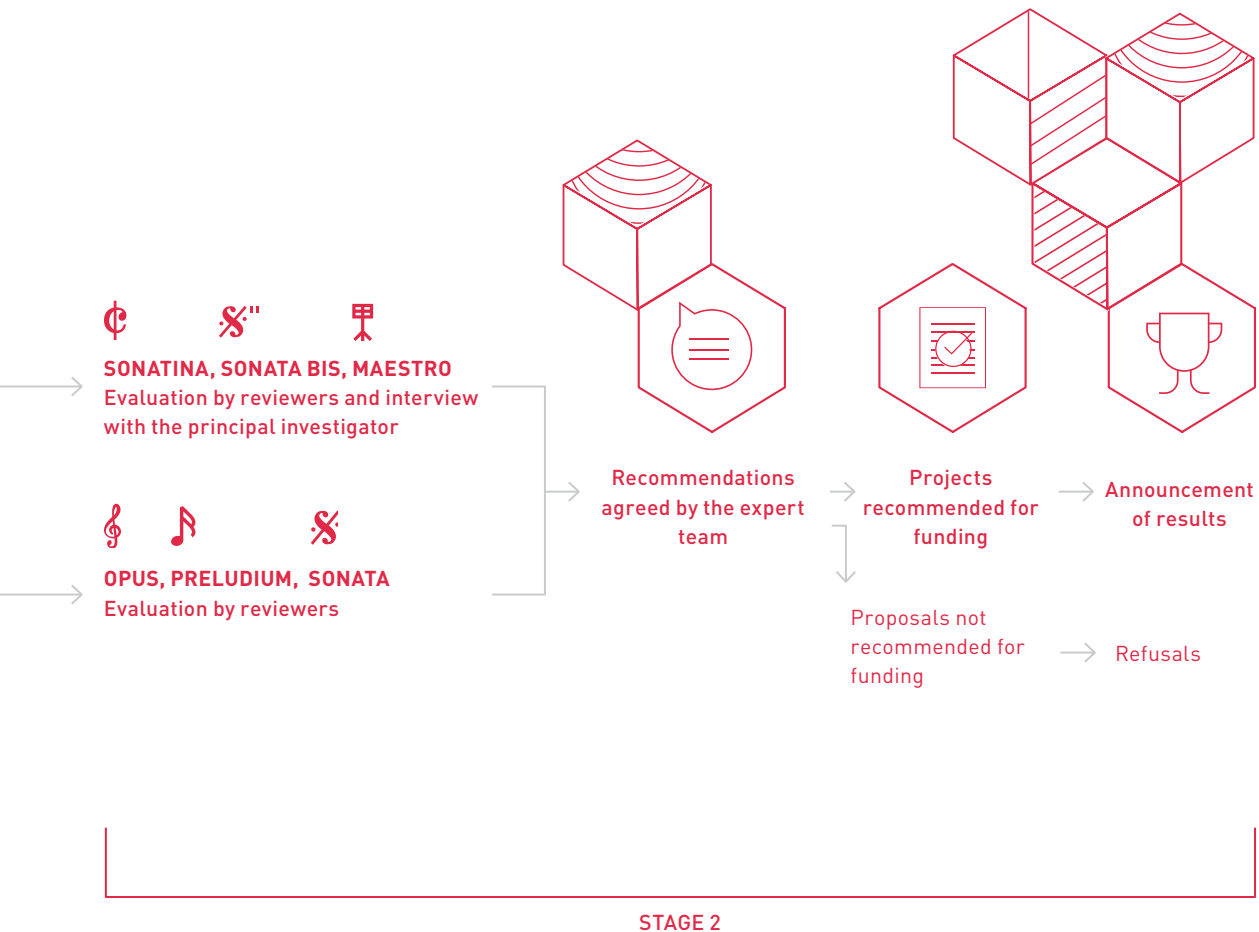 SONATINA, SONATA BIS, MAESTRO
Evaluation by reviewers and interview
with the principal investigator
OPUS, PRELUDIUM, SONATA
Evaluation by reviewers
Recommendations
agreed by the expert
team
Projects
recommended for
funding
Announcement
of results
Proposals not
recommended for
funding
Refusals
STAGE 2